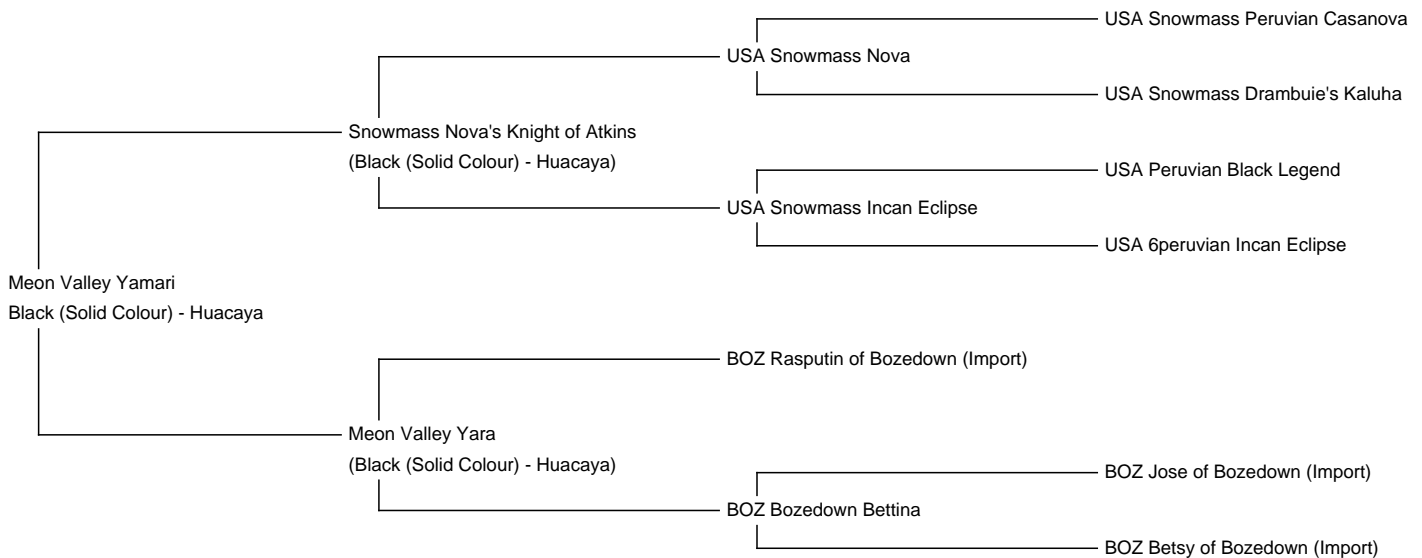 USA Snowmass Peruvian Casanova
USA Snowmass Nova
USA Snowmass Drambuie's Kaluha
Snowmass Nova's Knight of Atkins
(Black (Solid Colour) - Huacaya)
USA Peruvian Black Legend
USA Snowmass Incan Eclipse
USA 6peruvian Incan Eclipse
Meon Valley Yamari
Black (Solid Colour) - Huacaya
BOZ Rasputin of Bozedown (Import)
Meon Valley Yara
(Black (Solid Colour) - Huacaya)
BOZ Jose of Bozedown (Import)
BOZ Bozedown Bettina
BOZ Betsy of Bozedown (Import)